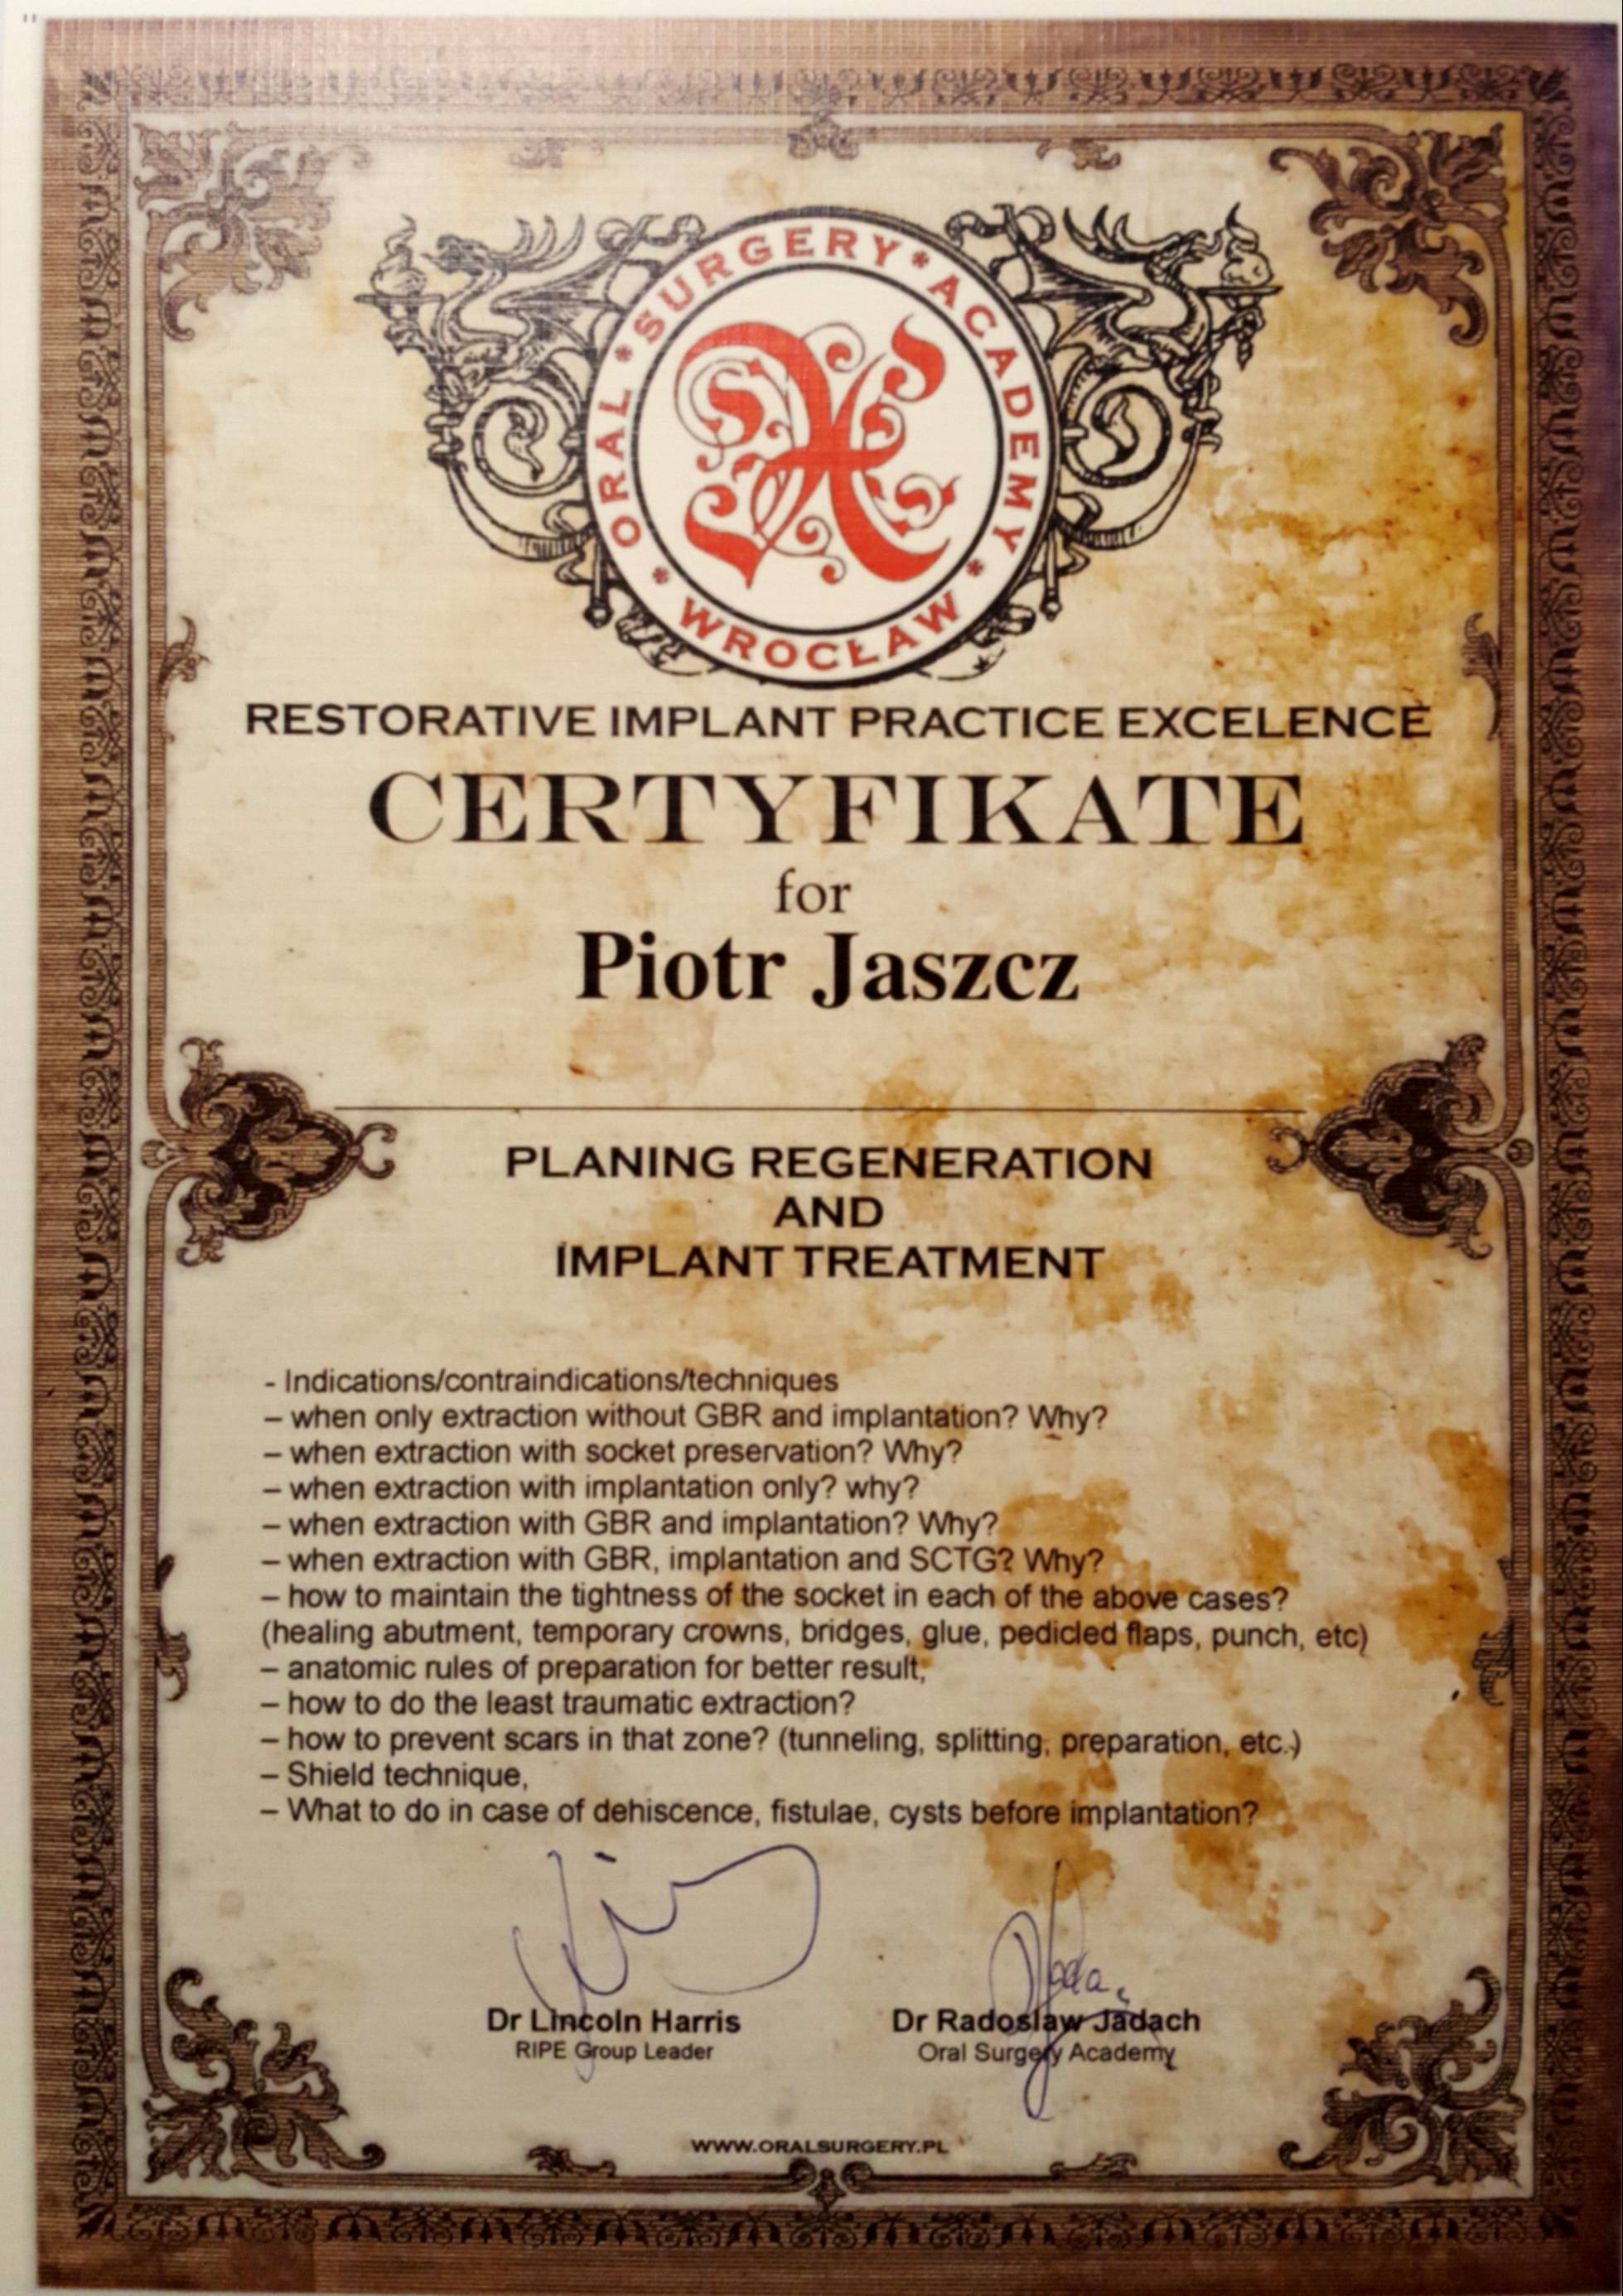 ORAL * SURGERY * ACADEMY * WROCŁAW *
RESTORATIVE IMPLANT PRACTICE EXCELENCE
CERTYFIKATE
for
Piotr Jaszcz
PLANING REGENERATION
AND
IMPLANT TREATMENT
- Indications/contraindications/techniques
– when only extraction without GBR and implantation? Why?
– when extraction with socket preservation? Why?
– when extraction with implantation only? why?
– when extraction with GBR and implantation? Why?
– when extraction with GBR, implantation and SCTG? Why?
– how to maintain the tightness of the socket in each of the above cases?
(healing abutment, temporary crowns, bridges, glue, pedicled flaps, punch, etc)
– anatomic rules of preparation for better result;
– how to do the least traumatic extraction?
– how to prevent scars in that zone? (tunneling, splitting, preparation, etc.)
– Shield technique,
– What to do in case of dehiscence, fistulae, cysts before implantation?
Dr Lincoln Harris
RIPE Group Leader
Dr Radoslaw Jadach
Oral Surgery Academy
WWW.ORALSURGERY.PL